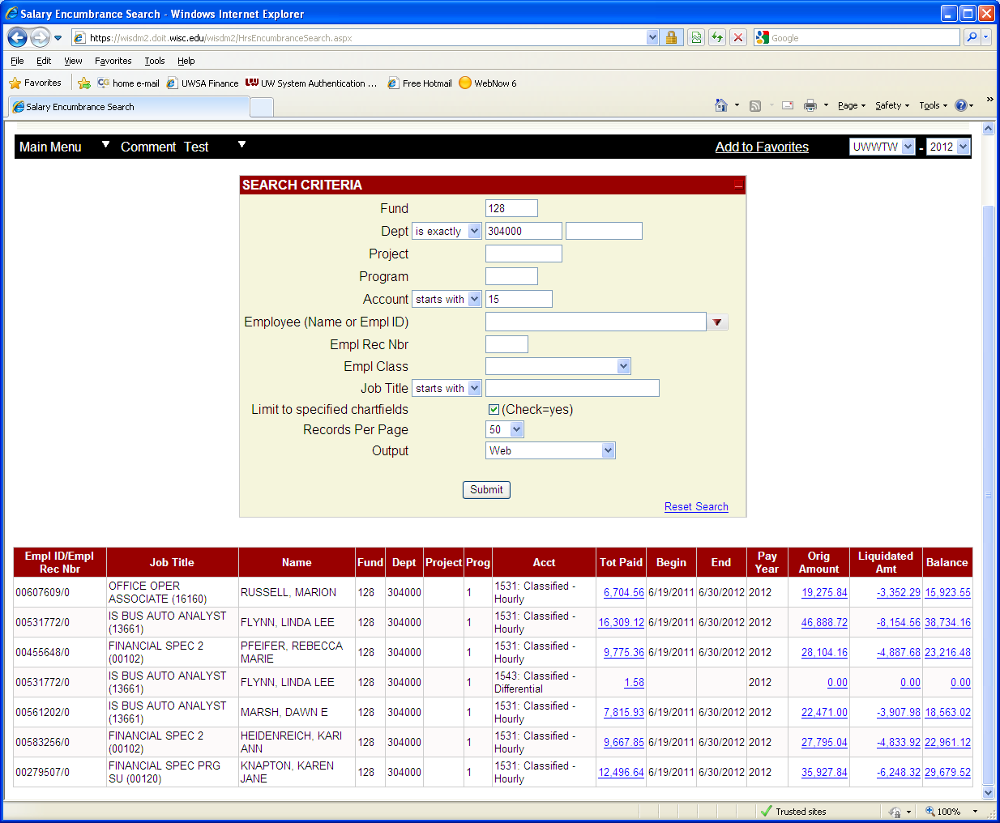 Salary Encumbrance Search - Windows Internet Explorer
https://wisdm2.doit.wisc.edu/wisdm2/HrsEncumbranceSearch.aspx
Google
File Edit View Favorites Tools Help
Favorites home e-mail UWSA Finance UW System Authentication ... Free Hotmail WebNow 6
Salary Encumbrance Search
Page Safety Tools
Main Menu Comment Test Add to Favorites UWWTW - 2012
SEARCH CRITERIA
Fund 128
Dept is exactly 304000
Project
Program
Account starts with 15
Employee (Name or Empl ID)
Empl Rec Nbr
Empl Class
Job Title starts with
Limit to specified chartfields (Check=yes)
Records Per Page 50
Output Web
Submit
Reset Search
Empl ID/Empl Rec Nbr Job Title Name Fund Dept Project Prog Acct Tot Paid Begin End Pay Year Orig Amount Liquidated Amt Balance
00607609/0 OFFICE OPER ASSOCIATE (16160) RUSSELL, MARION 128 304000 1 1531: Classified - Hourly 6,704.56 6/19/2011 6/30/2012 2012 19,275.84 -3,352.29 15,923.55
00531772/0 IS BUS AUTO ANALYST (13661) FLYNN, LINDA LEE 128 304000 1 1531: Classified - Hourly 16,309.12 6/19/2011 6/30/2012 2012 46,888.72 -8,154.56 38,734.16
00455648/0 FINANCIAL SPEC 2 (00102) PFEIFER, REBECCA MARIE 128 304000 1 1531: Classified - Hourly 9,775.36 6/19/2011 6/30/2012 2012 28,104.16 -4,887.68 23,216.48
00531772/0 IS BUS AUTO ANALYST (13661) FLYNN, LINDA LEE 128 304000 1 1543: Classified - Differential 1.58 2012 0.00 0.00 0.00
00561202/0 IS BUS AUTO ANALYST (13661) MARSH, DAWN E 128 304000 1 1531: Classified - Hourly 7,815.93 6/19/2011 6/30/2012 2012 22,471.00 -3,907.98 18,563.02
00583256/0 FINANCIAL SPEC 2 (00102) HEIDENREICH, KARI ANN 128 304000 1 1531: Classified - Hourly 9,667.85 6/19/2011 6/30/2012 2012 27,795.04 -4,833.92 22,961.12
00279507/0 FINANCIAL SPEC PRG SU (00120) KNAPTON, KAREN JANE 128 304000 1 1531: Classified - Hourly 12,496.64 6/19/2011 6/30/2012 2012 35,927.84 -6,248.32 29,679.52
Trusted sites 100%